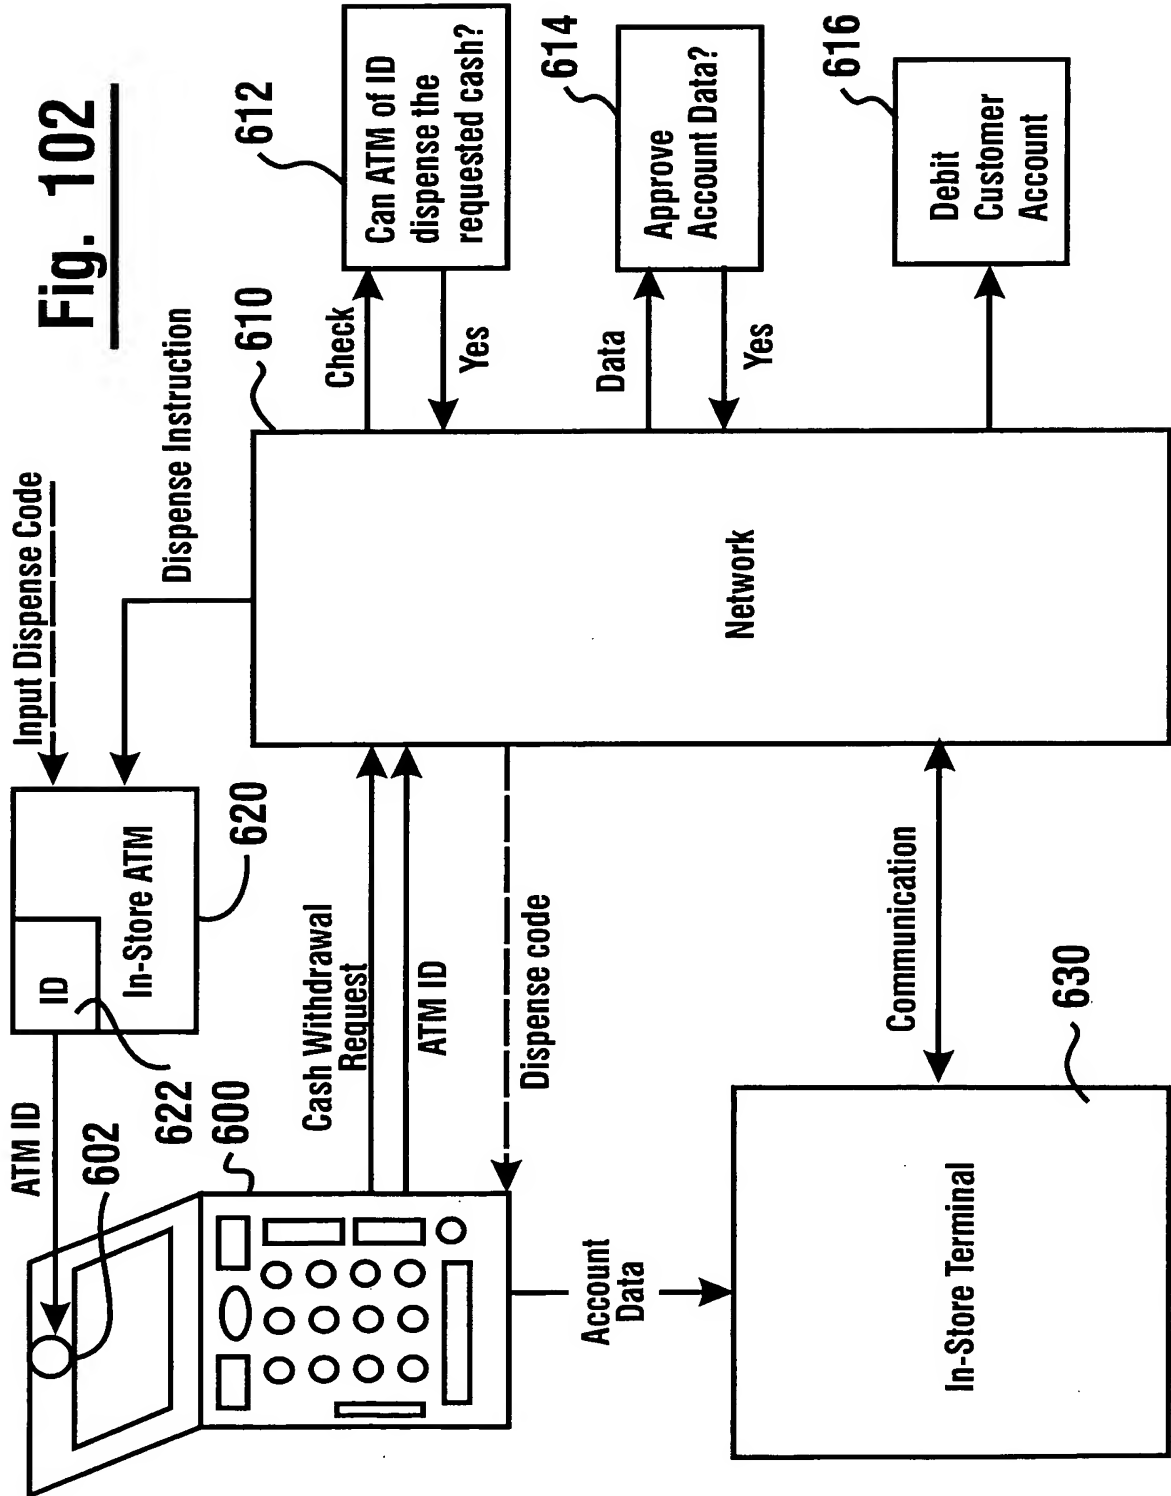 Fig. 102
612
Can ATM of ID
dispense the
requested cash?
614
Approve
Account Data?
616
Debit
Customer
Account
610
Check
Yes
Data
Yes
Dispense Instruction
Input Dispense Code
Network
ID
In-Store ATM
620
622
ATM ID
602
600
Cash Withdrawal
Request
ATM ID
Dispense code
Communication
Account
Data
In-Store Terminal
630